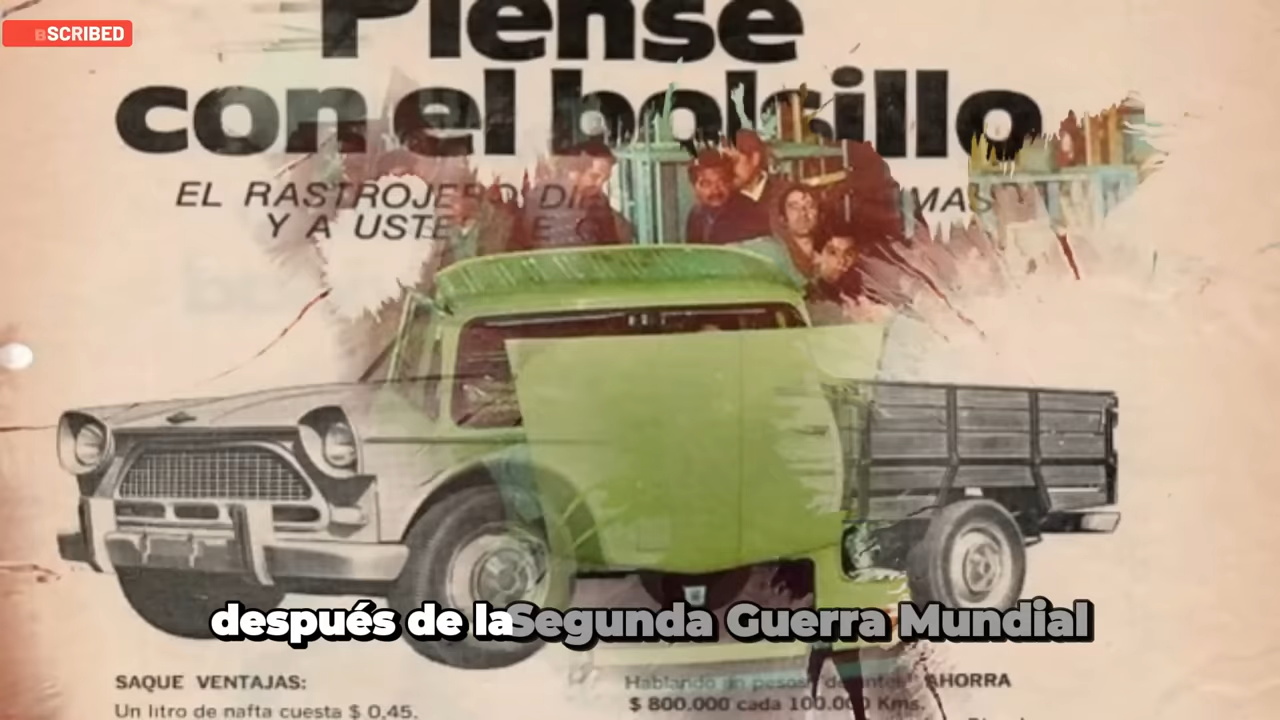 SCRIBED
Piense
con el bolsillo
EL RASTROJERO
Y A USTE
después de la Segunda Guerra Mundial
SAQUE VENTAJAS:
Un litro de nafta cuesta $ 0,45.
Hablando en pesos AHORRA
$ 800.000 cada 100.000 Kms.